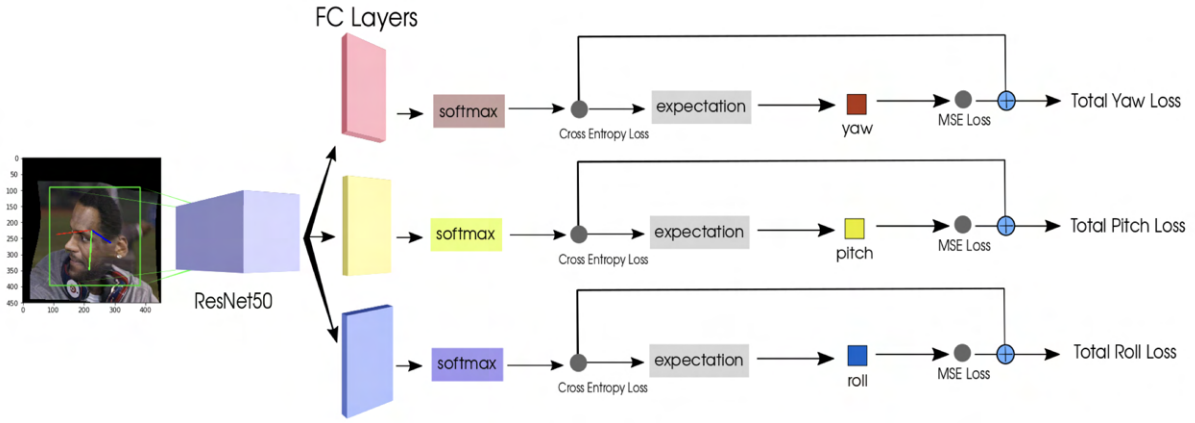 FC Layers
softmax
Cross Entropy Loss
expectation
yaw
MSE Loss
Total Yaw Loss
0
50
100
150
200
250
300
350
400
450
0 100 200 300 400
ResNet50
softmax
Cross Entropy Loss
expectation
pitch
MSE Loss
Total Pitch Loss
softmax
Cross Entropy Loss
expectation
roll
MSE Loss
Total Roll Loss